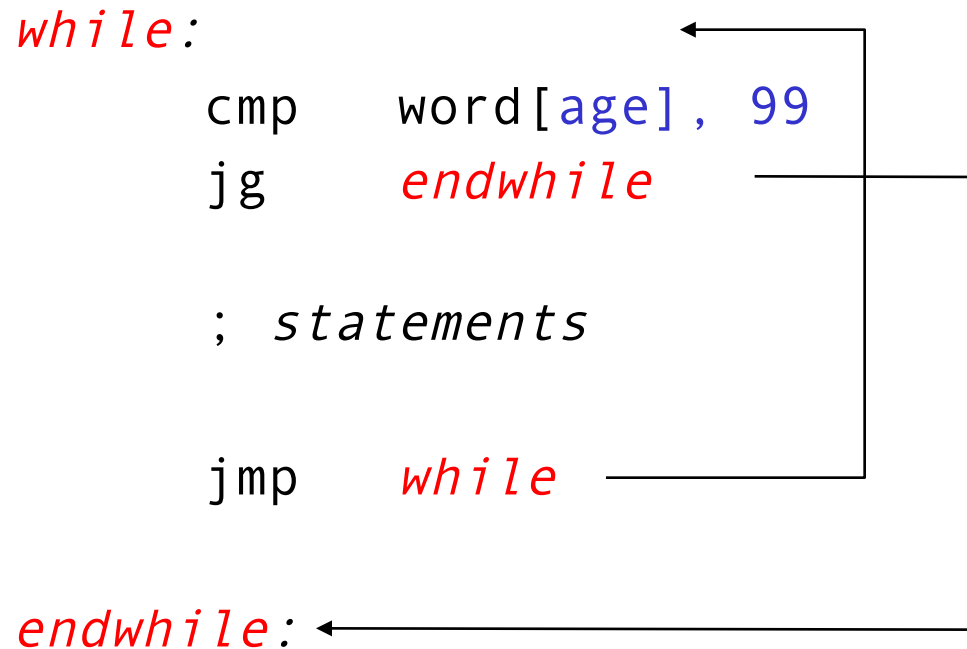 while:
cmp word[age], 99
jg endwhile
; statements
jmp while
endwhile: